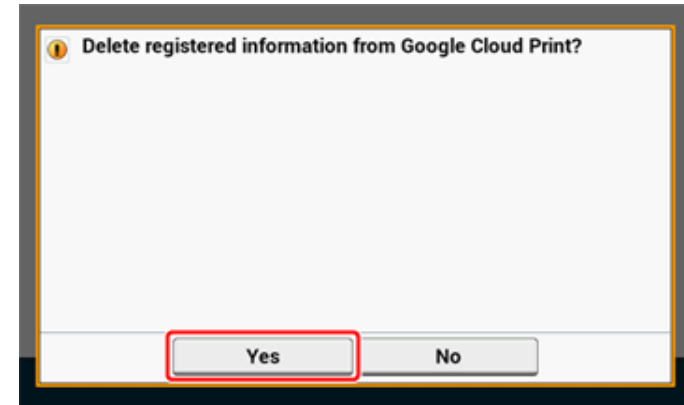 Delete registered information from Google Cloud Print?
Yes
No